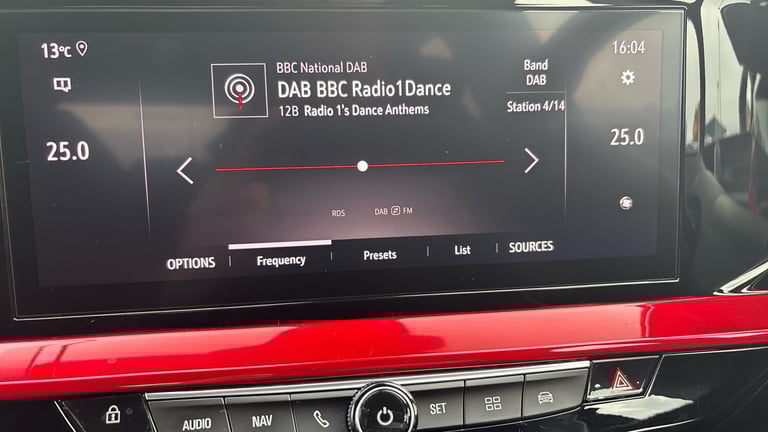 13°C
16:04
BBC National DAB
DAB BBC Radio1Dance
12B Radio 1's Dance Anthems
Band
DAB
Station 4/14
25.0
25.0
RDS
DAB FM
OPTIONS
Frequency
Presets
List
SOURCES
AUDIO
NAV
SET